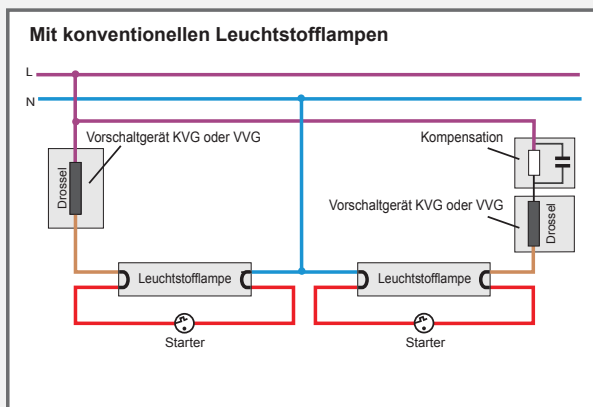 Mit konventionellen Leuchtstofflampen
L
N
Vorschaltgerät KVG oder VVG
Kompensation
Drossel
Vorschaltgerät KVG oder VVG
Drossel
Leuchtstofflampe
Leuchtstofflampe
Starter
Starter